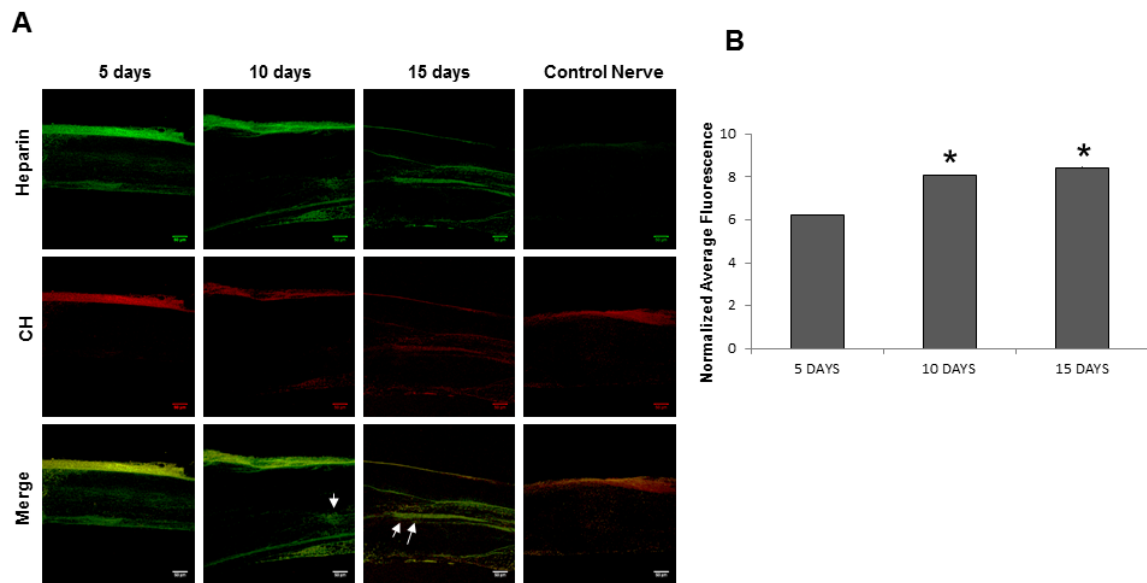 A
5 days
10 days
15 days
Control Nerve
Heparin
CH
Merge
B
Normalized Average Fluorescence
10
8
6
4
2
0
*
*
5 DAYS
10 DAYS
15 DAYS